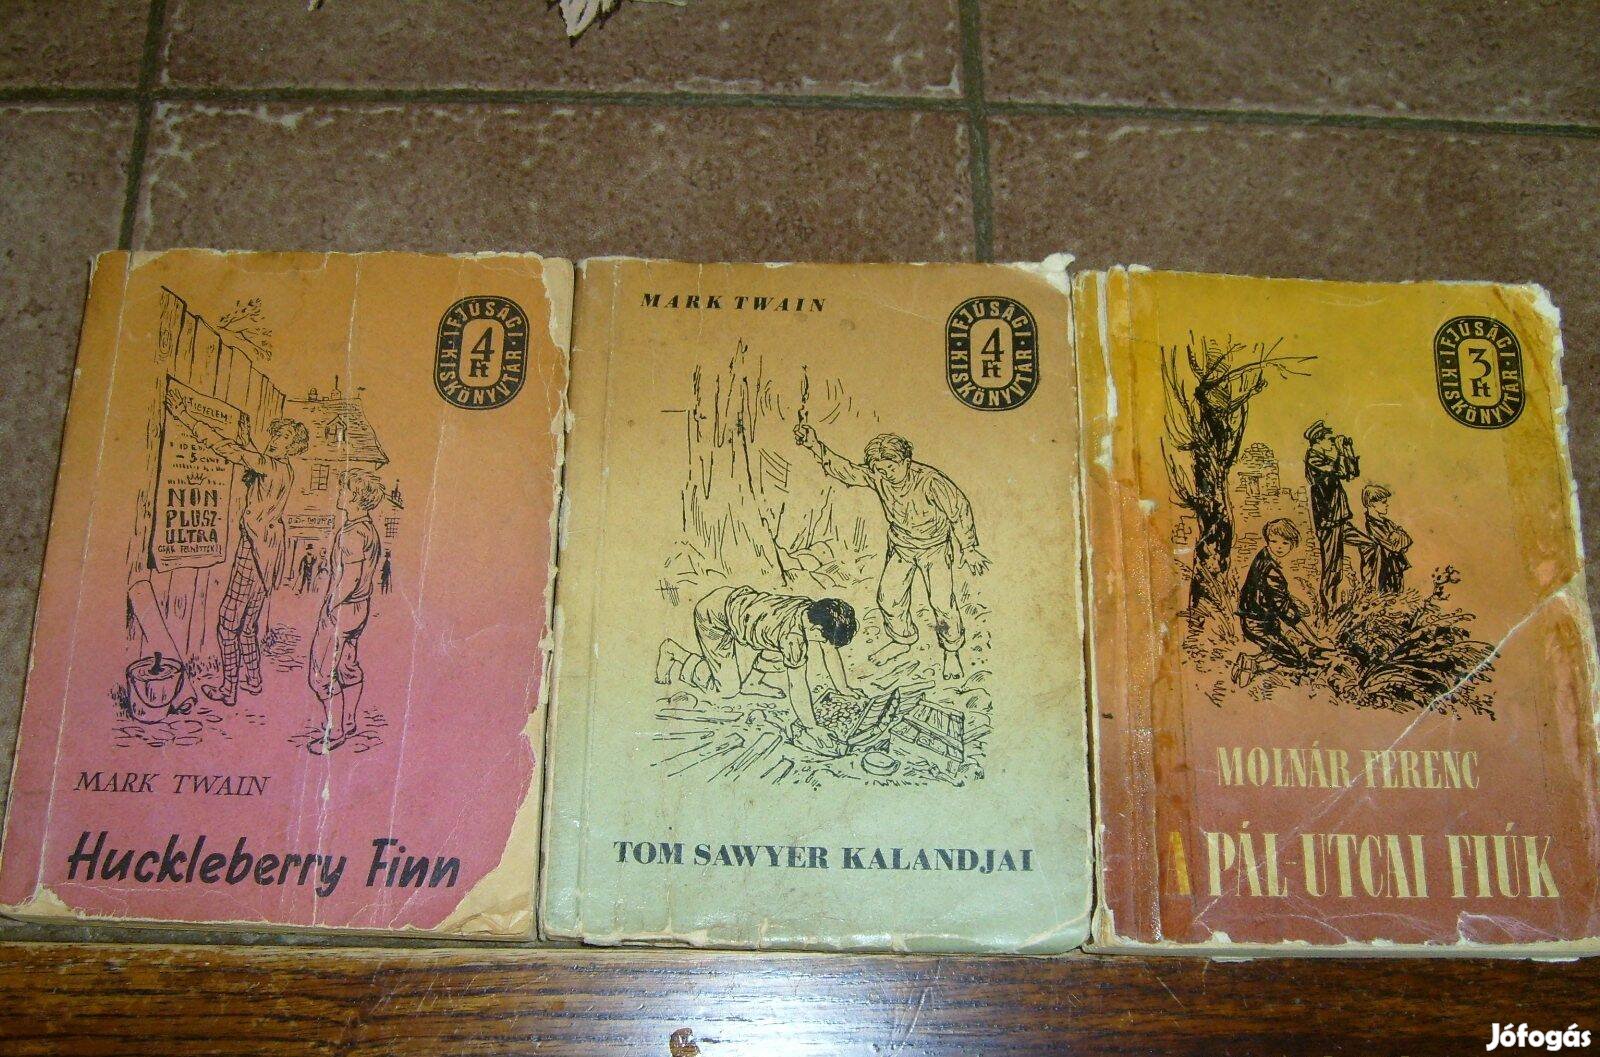 IFJÚSÁGI
4
Ft
KISKÖNYVTÁR
NON
PLUSZ-
ULTRA
MARK TWAIN
Huckleberry Finn
MARK TWAIN
IFJÚSÁGI
4
Ft
KISKÖNYVTÁR
TOM SAWYER KALANDJAI
IFJÚSÁGI
3
Ft
KISKÖNYVTÁR
MOLNÁR FERENC
A PÁL-UTCAI FIÚK
Jófogás